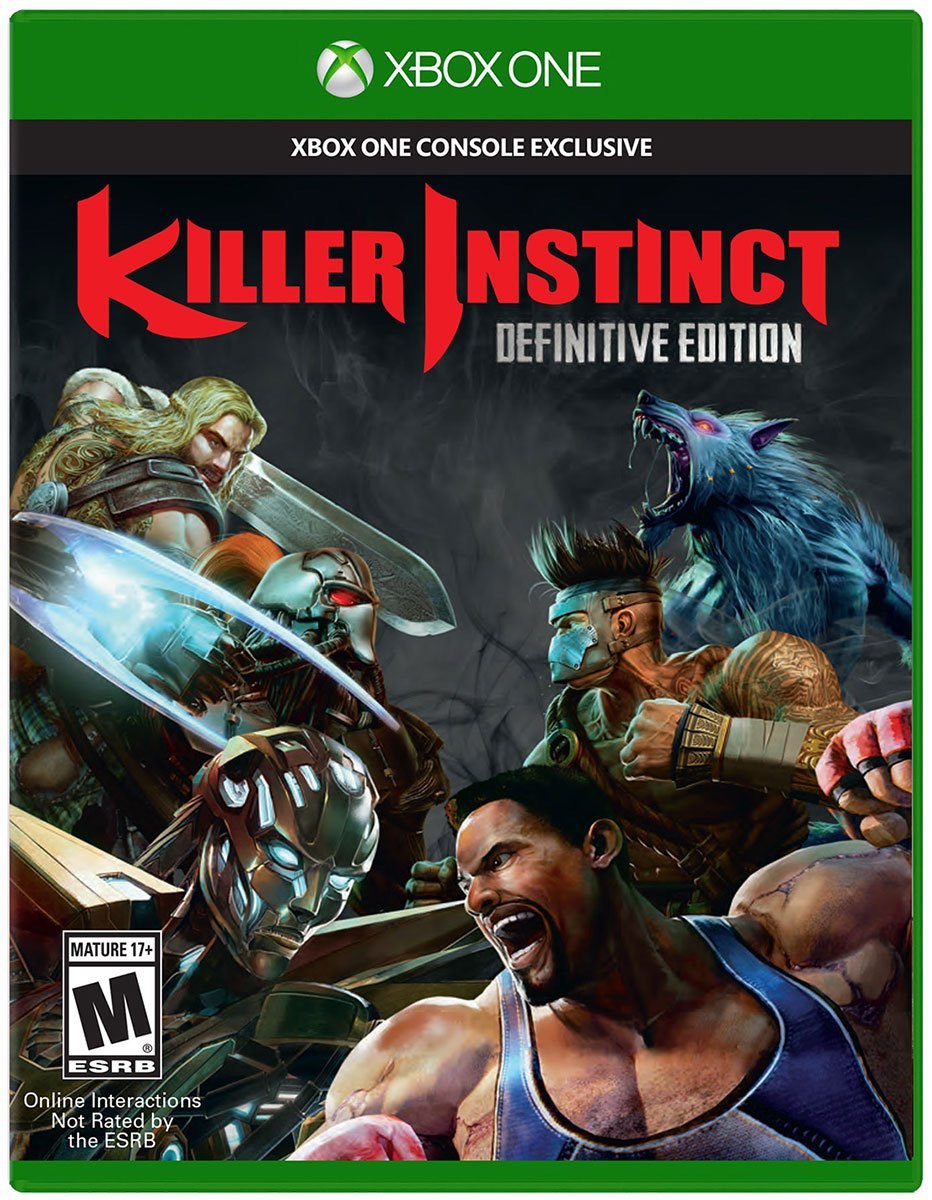 XBOX ONE
XBOX ONE CONSOLE EXCLUSIVE
KILLER INSTINCT
DEFINITIVE EDITION
MATURE 17+
M
®
ESRB
Online Interactions
Not Rated by
the ESRB